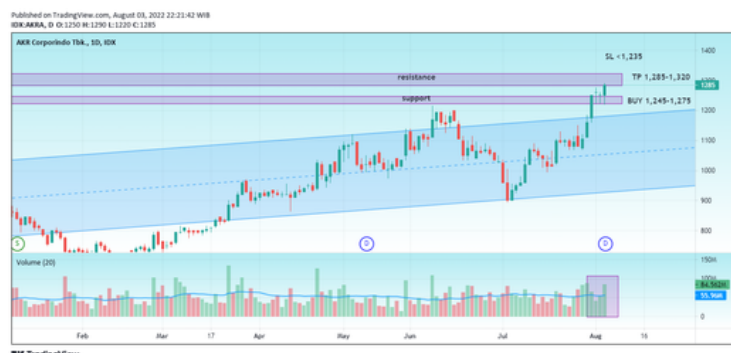 Published on TradingView.com, August 03, 2022 22:21:42 WIB
IDX:AKRA, D O:1250 H:1290 L:1220 C:1285
AKR Corporindo Tbk., 1D, IDX
SL <1,235
1400
resistance
TP 1,285-1,320
1285
support
BUY 1,245-1,275
1200
1100
1000
900
800
S
D
D
Volume (20)
150M
84.562M
55.96M
0
Feb
Mar
17
Apr
May
Jun
Jul
Aug
16
TradingView